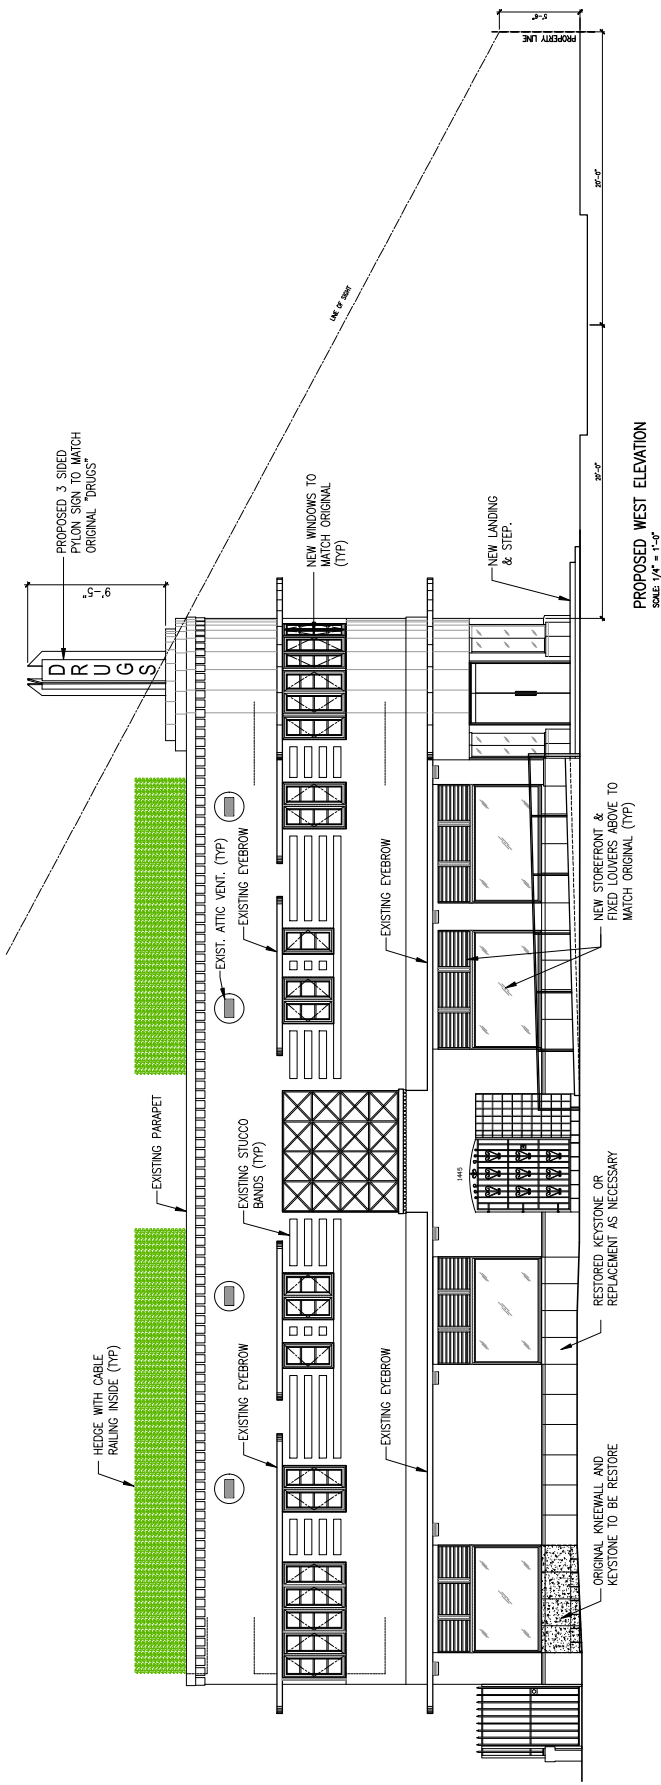 HEDGE WITH CABLE
RAILING INSIDE (TYP)
EXISTING PARAPET
PROPOSED 3 SIDED
PYLON SIGN TO MATCH
ORIGINAL "DRUGS"
9'-5"
DRUGS
EXIST. ATTIC VENT. (TYP)
EXISTING EYEBROW
EXISTING EYEBROW
EXISTING STUCCO
BANDS (TYP)
NEW WINDOWS TO
MATCH ORIGINAL
(TYP)
LINE OF SIGHT
EXISTING EYEBROW
EXISTING EYEBROW
1445
NEW LANDING
& STEP.
PROPERTY LINE
5'-6"
20'-0"
20'-0"
ORIGINAL KNEEWALL AND
KEYSTONE TO BE RESTORE
RESTORED KEYSTONE OR
REPLACEMENT AS NECESSARY
NEW STOREFRONT &
FIXED LOUVERS ABOVE TO
MATCH ORIGINAL (TYP)
PROPOSED WEST ELEVATION
SCALE: 1/4" = 1'-0"